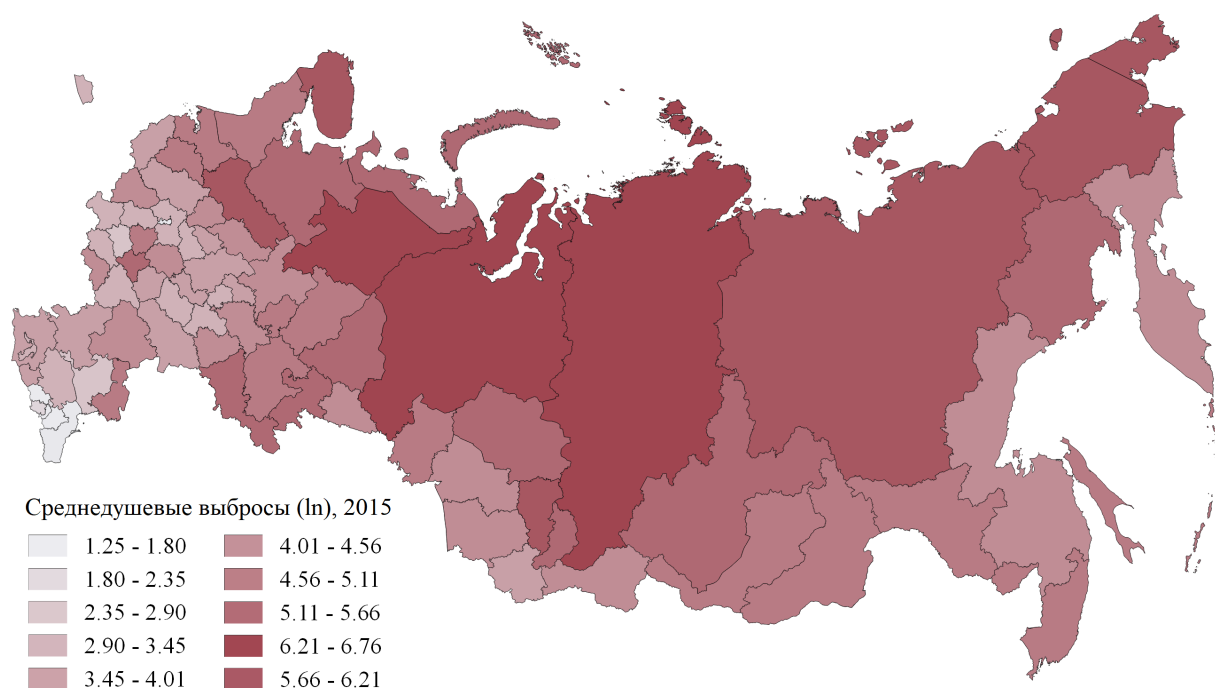 Среднедушевые выбросы (ln), 2015
1.25 - 1.80
1.80 - 2.35
2.35 - 2.90
2.90 - 3.45
3.45 - 4.01
4.01 - 4.56
4.56 - 5.11
5.11 - 5.66
6.21 - 6.76
5.66 - 6.21